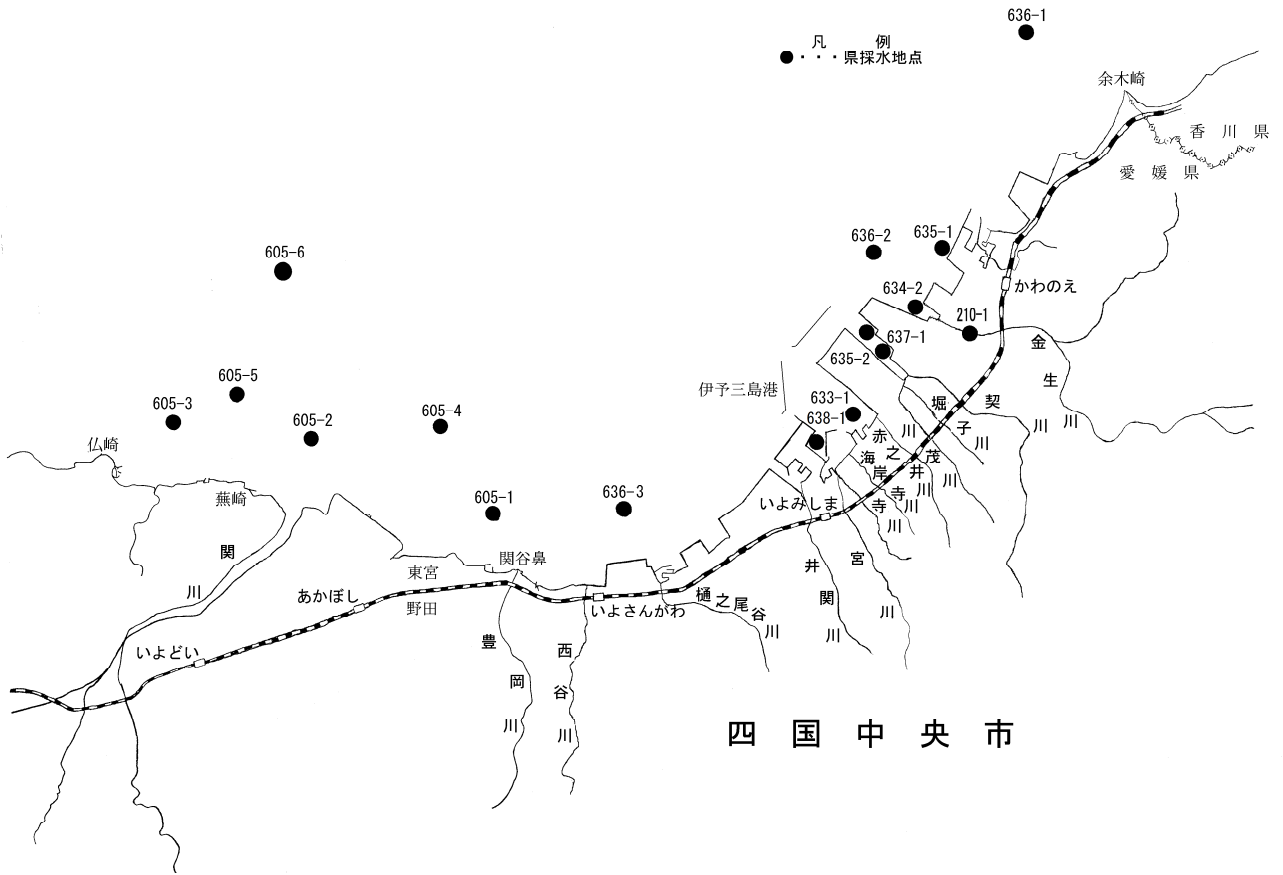 636-1
凡 例
●・・・県採水地点
余木崎
香川県
愛媛県
636-2
635-1
605-6
634-2
かわのえ
210-1
637-1
金生川
635-2
605-5
伊予三島港
605-3
633-1
605-4
605-2
638-1
契川
堀子川
赤之井川
茂川
海岸寺川
寺川
仏崎
蕪崎
605-1
636-3
いよみしま
関川
東宮
関谷鼻
井関川
宮川
あかぼし
野田
いよさんがわ
樋之尾谷川
いよどい
豊岡川
西谷川
四国中央市